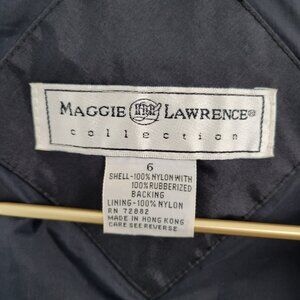 MAGGIE LAWRENCE®
collection
6
SHELL-100% NYLON WITH
100% RUBBERIZED
BACKING
LINING-100% NYLON
RN 72882
MADE IN HONG KONG
CARE SEE REVERSE